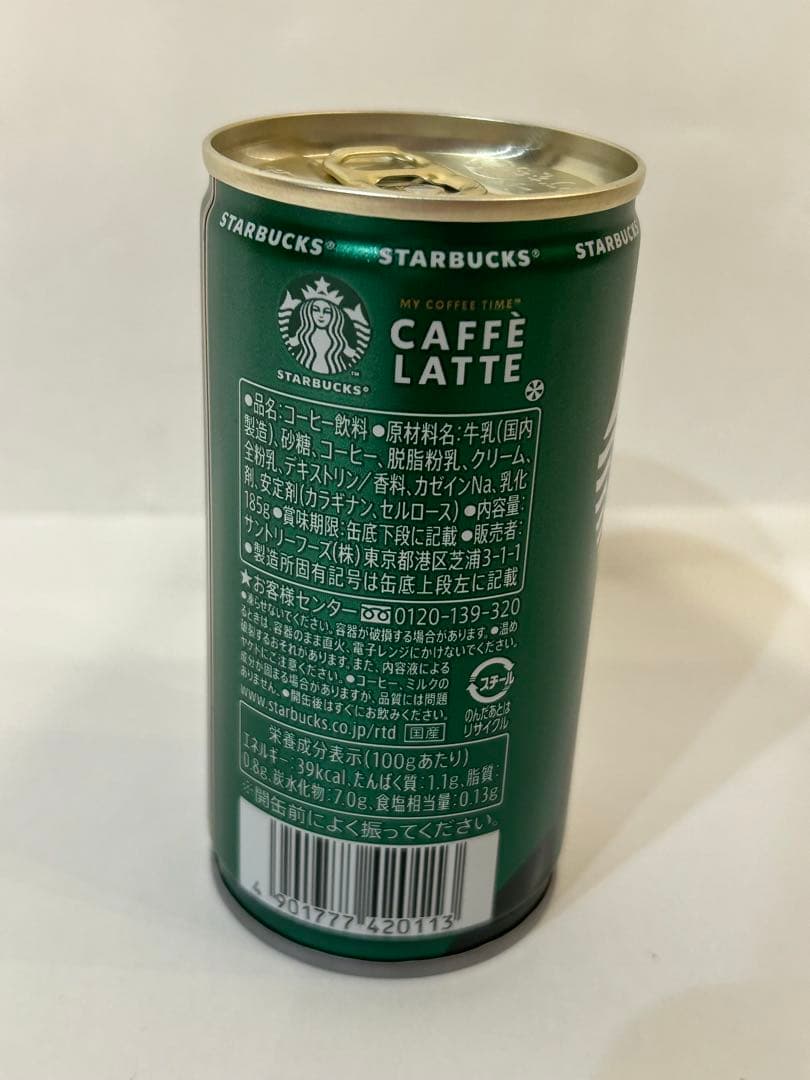 STARBUCKS® STARBUCKS® STARBUCKS
MY COFFEE TIME™
CAFFÈ
LATTE
STARBUCKS®
●品名:コーヒー飲料 ●原材料名:牛乳(国内
製造)、砂糖、コーヒー、脱脂粉乳、クリーム、
全粉乳、デキストリン/香料、カゼインNa、乳化
剤、安定剤(カラギナン、セルロース) ●内容量:
185g ●賞味期限:缶底下段に記載 ●販売者:
サントリーフーズ(株) 東京都港区芝浦3-1-1
●製造所固有記号は缶底上段左に記載
★お客様センター 0120-139-320
●凍らせないでください。容器が破損する場合があります。●温め
るときは、容器のまま直火、電子レンジにかけないでください。
破裂するおそれがあります。また、内容液による
ヤケドにご注意ください。●コーヒー、ミルクの
成分が固まる場合がありますが、品質には問題
ありません。●開缶後はすぐにお飲みください。
www.starbucks.co.jp/rtd 国産
スチール
のんだあとは
リサイクル
栄養成分表示(100gあたり)
エネルギー:39kcal、たんぱく質:1.1g、脂質:
0.8g、炭水化物:7.0g、食塩相当量:0.13g
※開缶前によく振ってください。
4 901777 420113